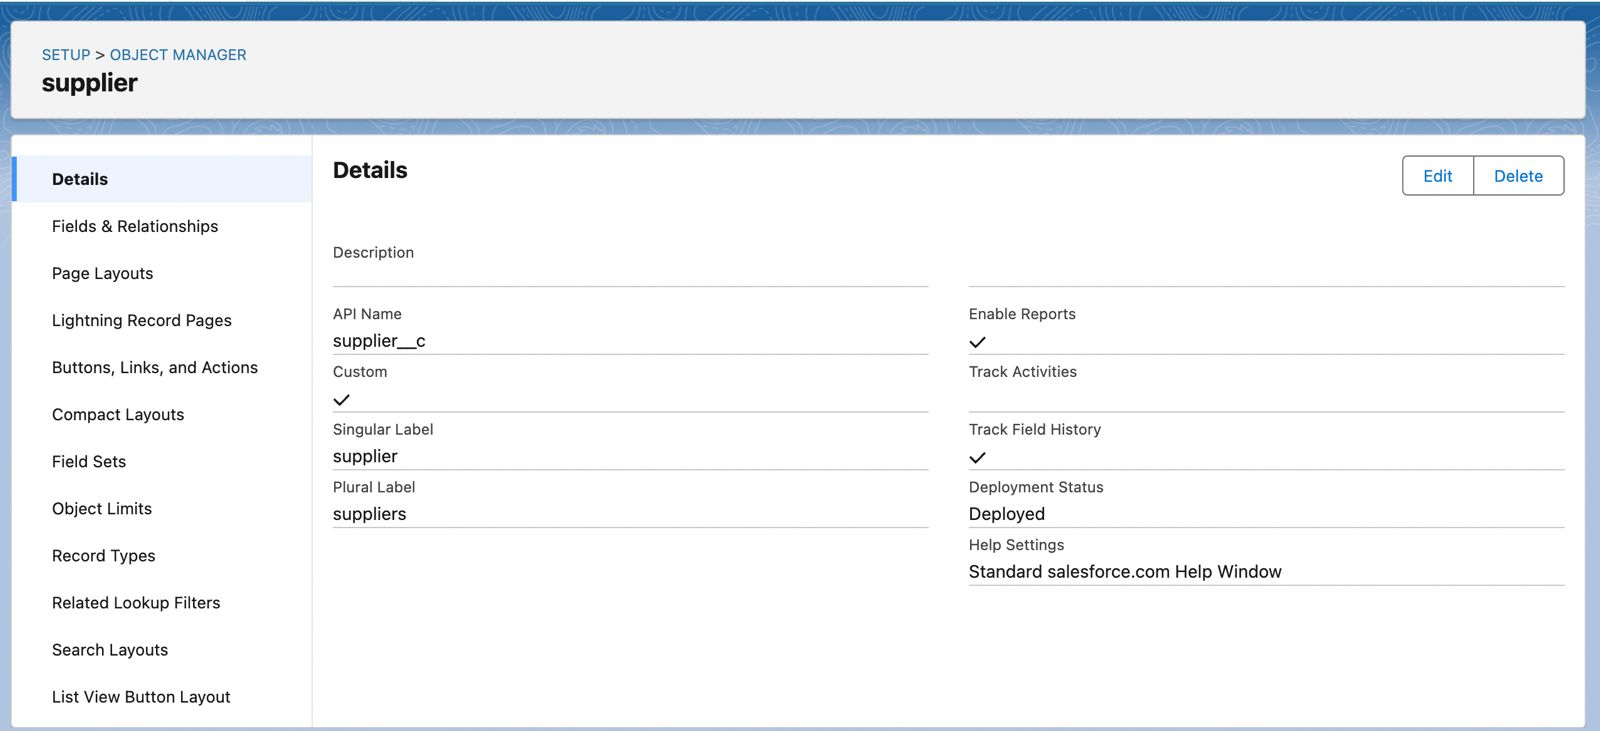 SETUP > OBJECT MANAGER
supplier
Details
Fields & Relationships
Page Layouts
Lightning Record Pages
Buttons, Links, and Actions
Compact Layouts
Field Sets
Object Limits
Record Types
Related Lookup Filters
Search Layouts
List View Button Layout
Details
Edit
Delete
Description
API Name
supplier__c
Custom
Singular Label
supplier
Plural Label
suppliers
Enable Reports
Track Activities
Track Field History
Deployment Status
Deployed
Help Settings
Standard salesforce.com Help Window